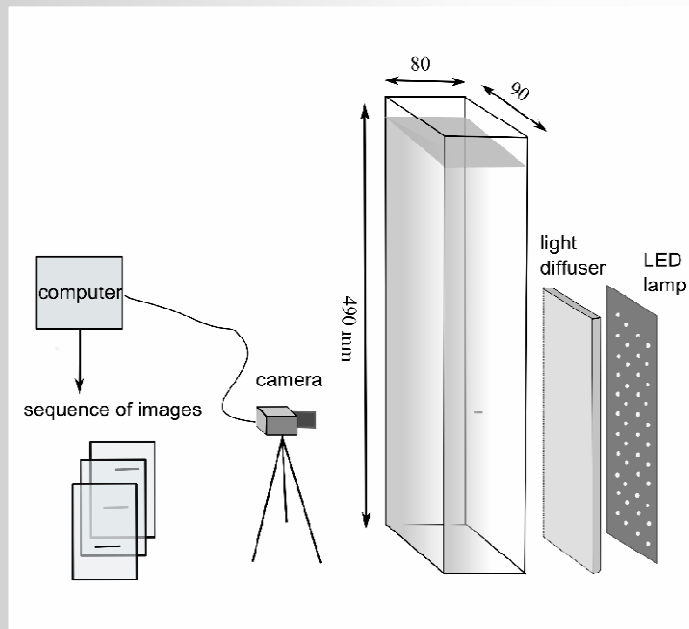 80
90
490 mm
light
diffuser
LED
lamp
computer
camera
sequence of images